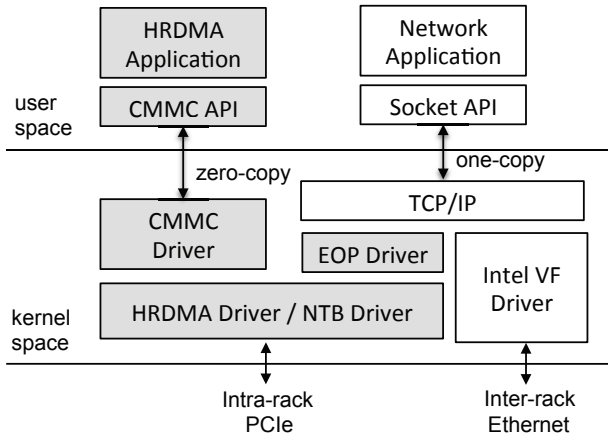 HRDMA
Application
Network
Application
user
space
CMMC API
Socket API
zero-copy
one-copy
CMMC
Driver
TCP/IP
EOP Driver
Intel VF
Driver
HRDMA Driver / NTB Driver
kernel
space
Intra-rack
PCIe
Inter-rack
Ethernet